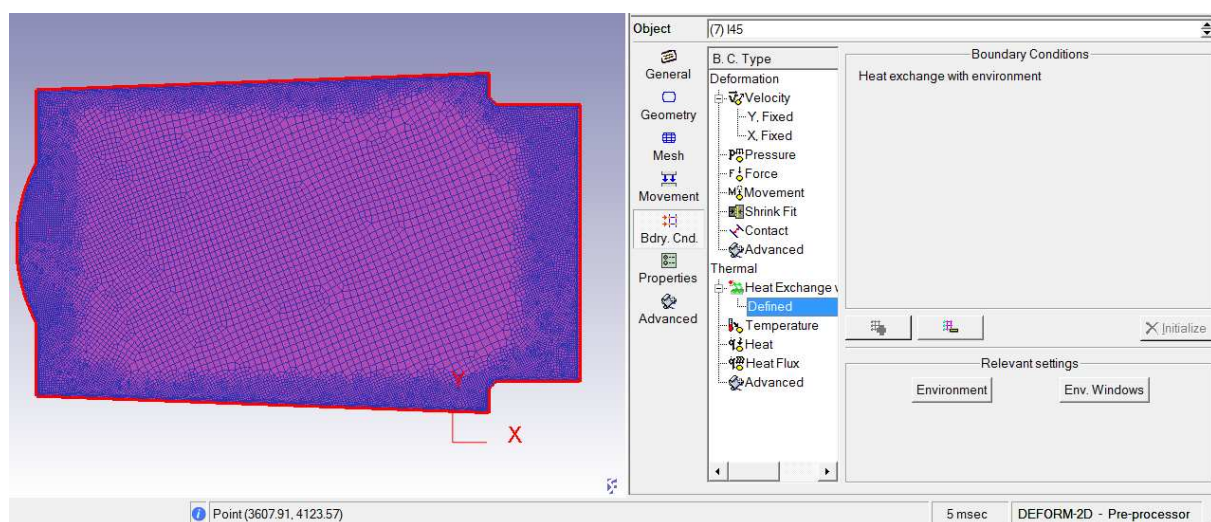 Object
(7) I45
General
Geometry
Mesh
Movement
Bdry. Cnd.
Properties
Advanced
B. C. Type
Deformation
Velocity
Y, Fixed
X, Fixed
Pressure
Force
Movement
Shrink Fit
Contact
Advanced
Thermal
Heat Exchange
Defined
Temperature
Heat
Heat Flux
Advanced
Boundary Conditions
Heat exchange with environment
Initialize
Relevant settings
Environment
Env. Windows
Y
X
Point (3607.91, 4123.57)
5 msec
DEFORM-2D - Pre-processor